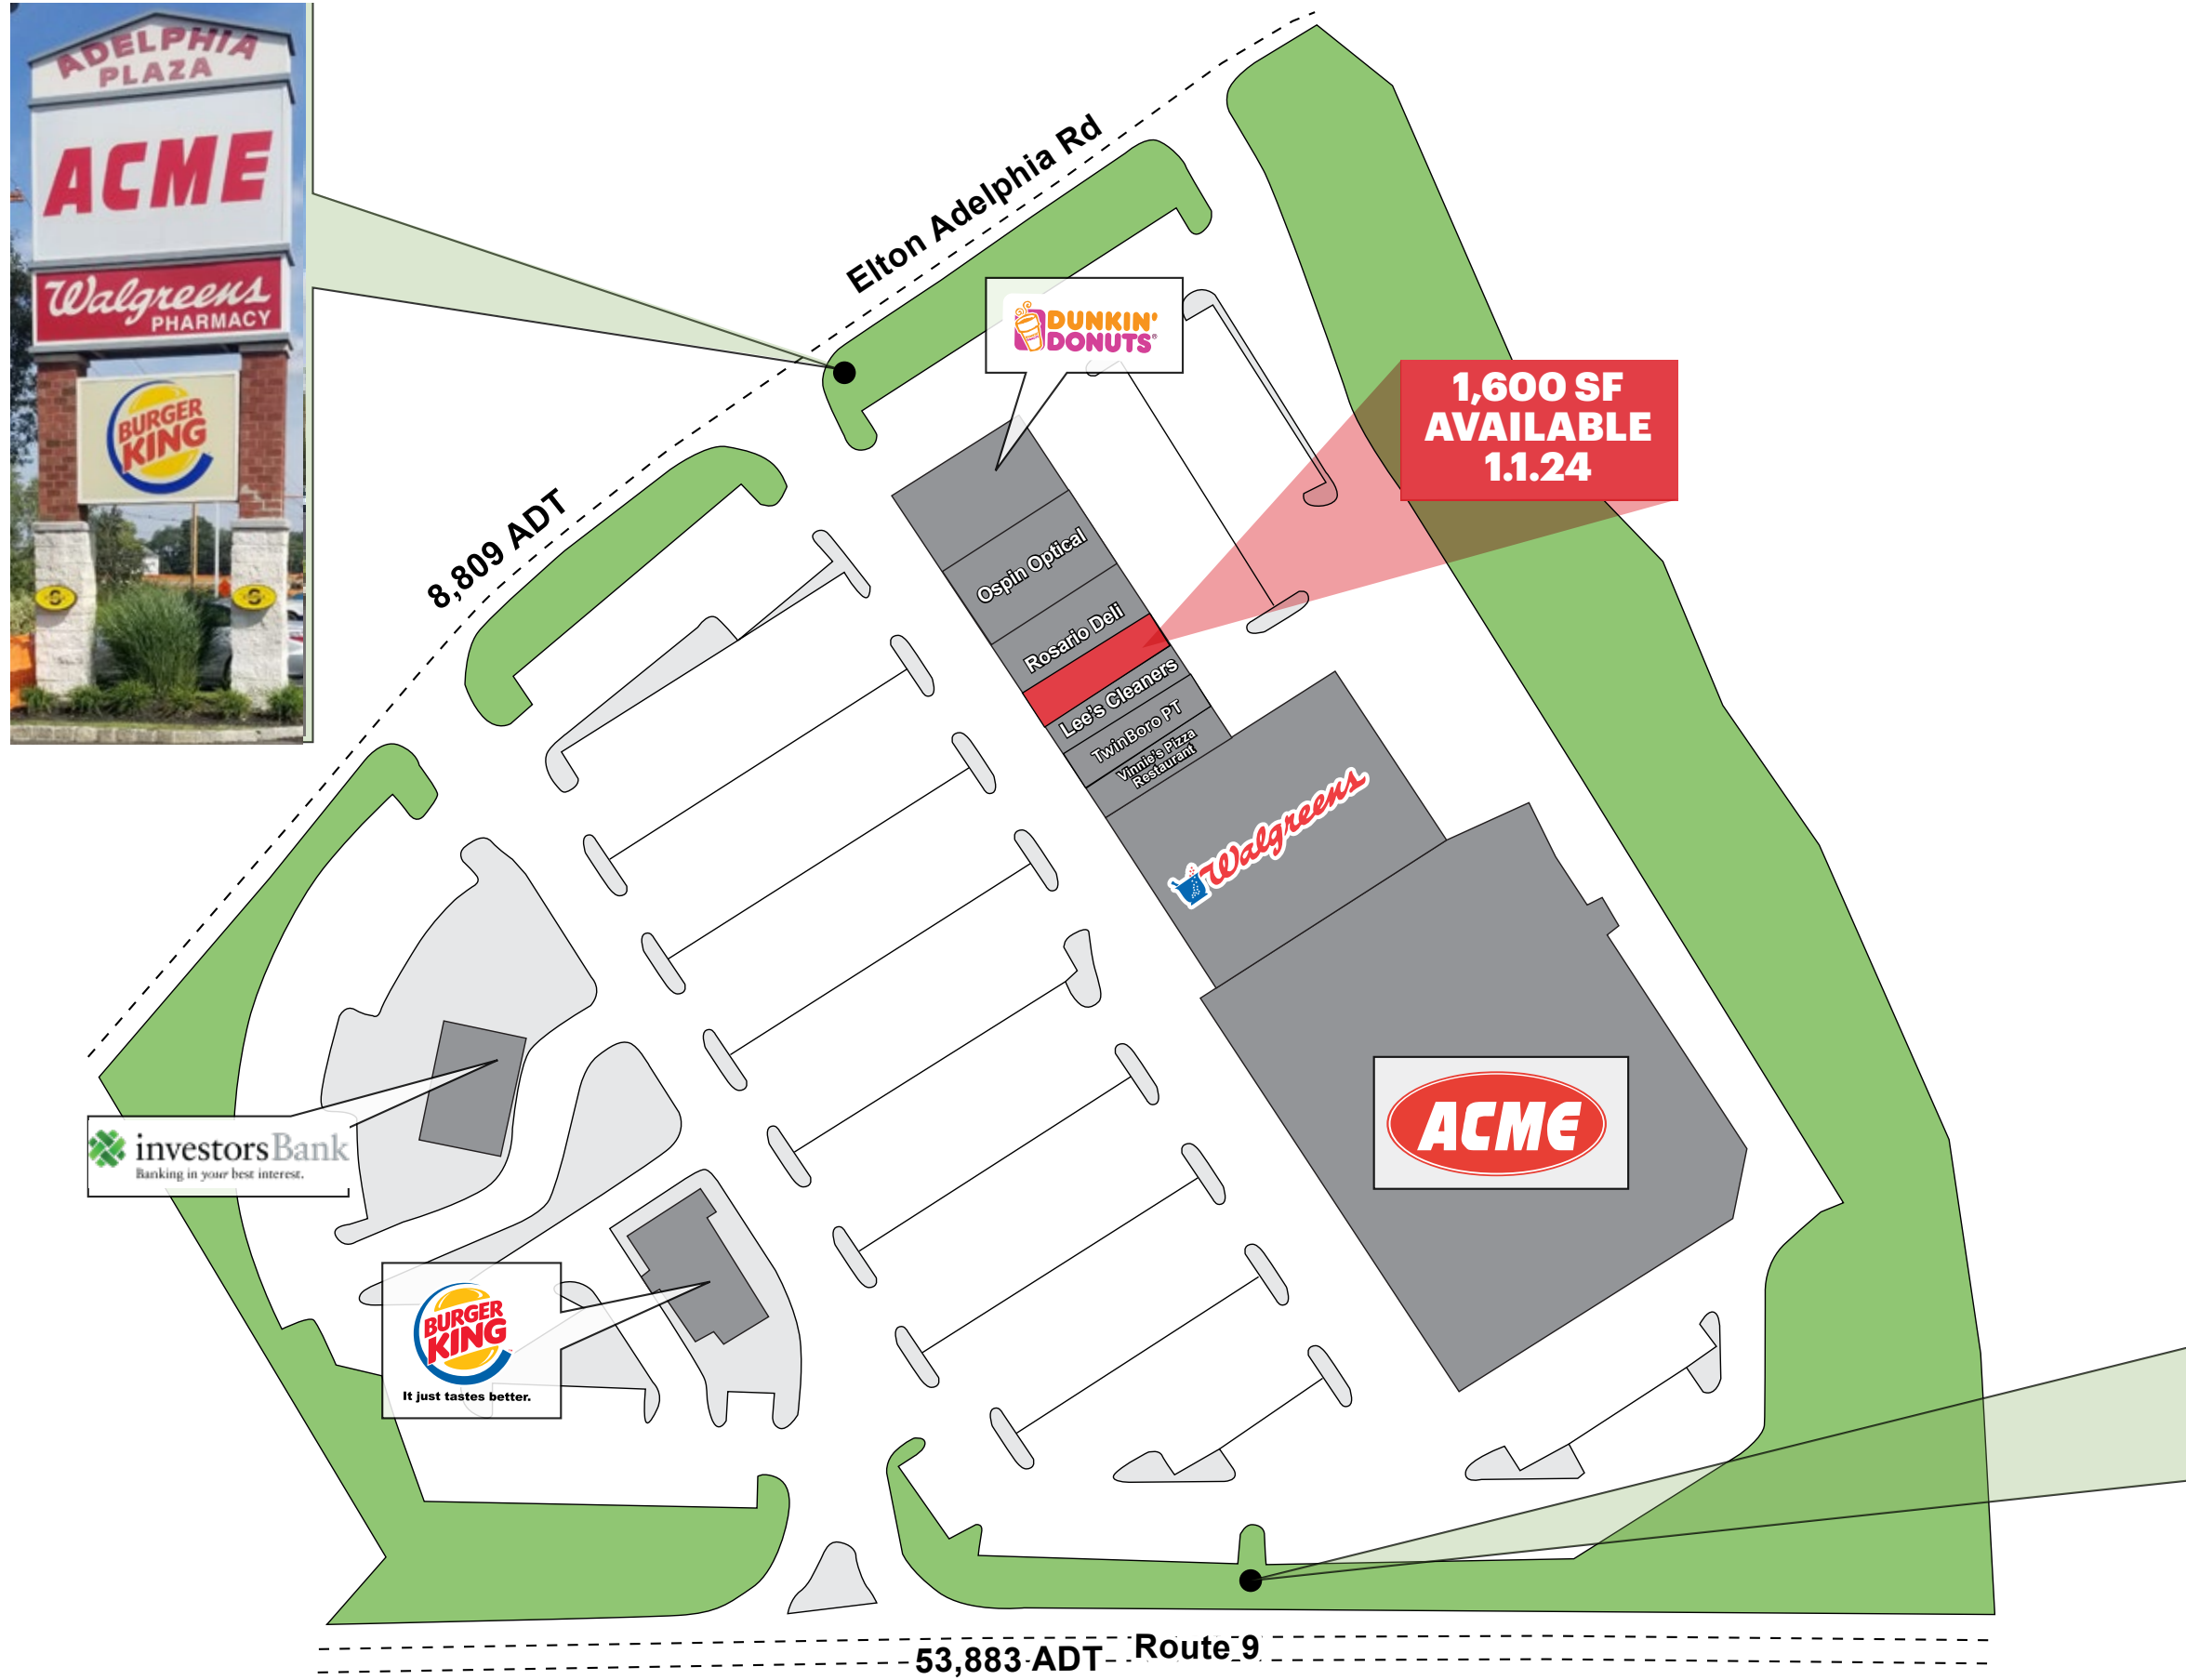 ADELPHIA
PLAZA
ACME
Walgreens
PHARMACY
BURGER
KING
Elton Adelphia Rd
8,809 ADT
DUNKIN'
DONUTS®
1,600 SF
AVAILABLE
1.1.24
Ospin Optical
Rosario Deli
Lee's Cleaners
TwinBoro PT
Vinnie's Pizza
Restaurant
Walgreens
ACME
investorsBank
Banking in your best interest.
BURGER
KING
It just tastes better.
53,883 ADT
Route 9